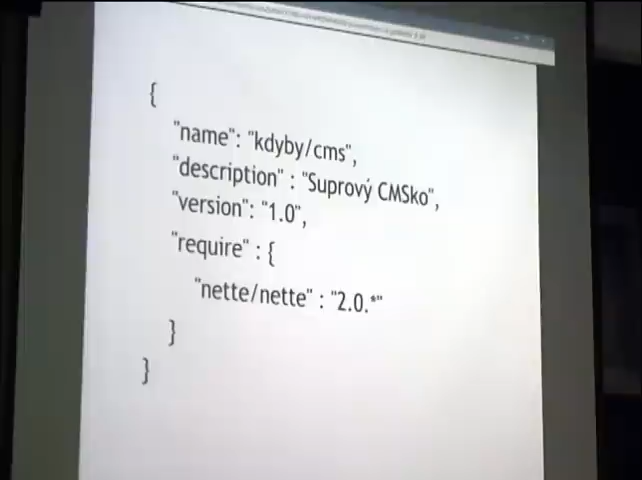 {
"name": "kdyby/cms",
"description" : "Suprový CMSko",
"version": "1.0",
"require" : {
"nette/nette" : "2.0.*"
}
}